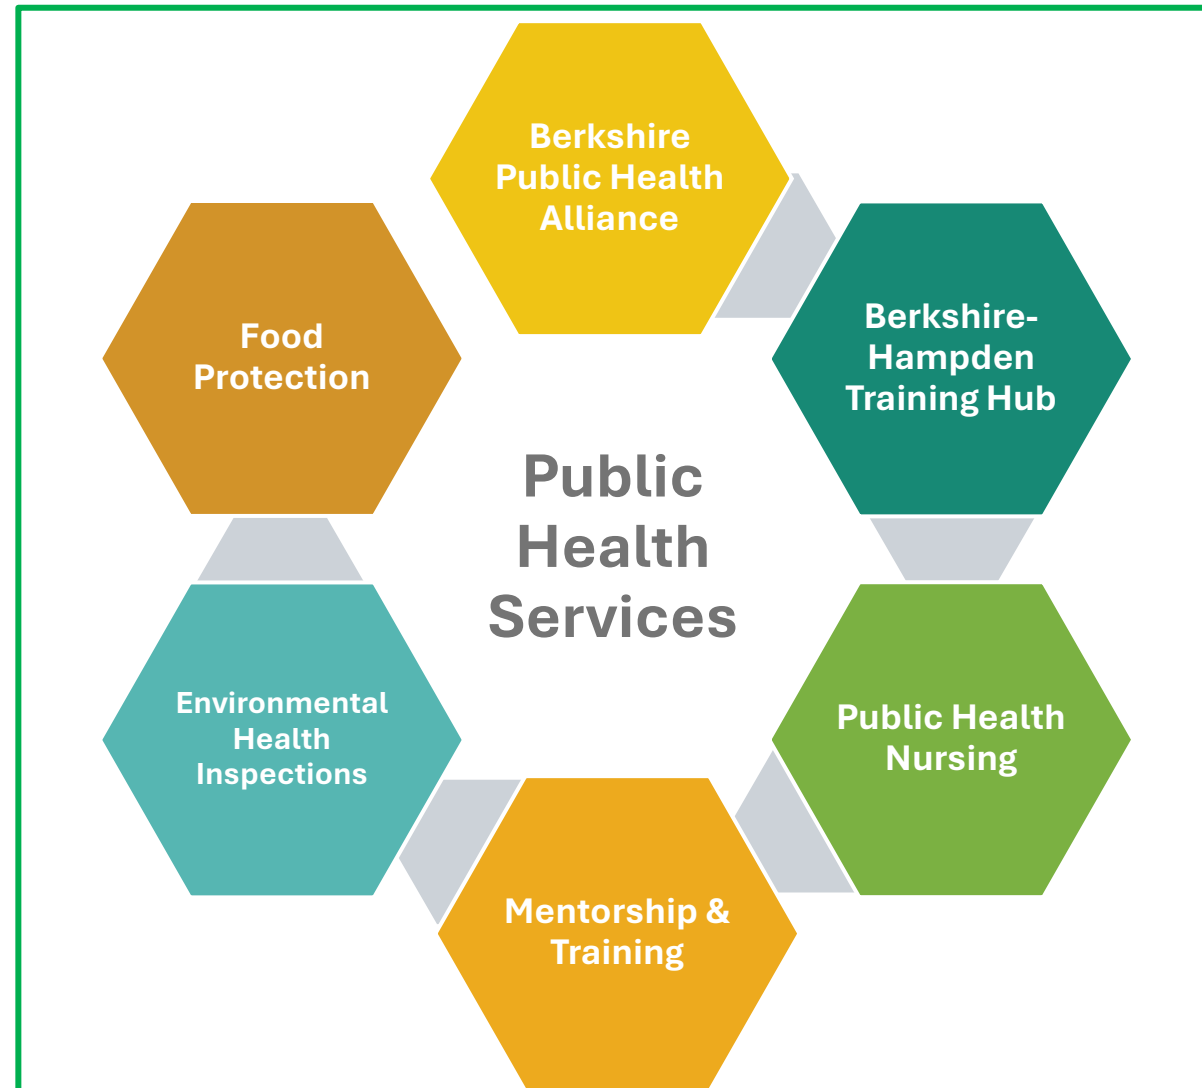 Berkshire
Public Health
Alliance
Berkshire-
Hampden
Training Hub
Public Health
Nursing
Mentorship &
Training
Environmental
Health
Inspections
Food
Protection
Public
Health
Services